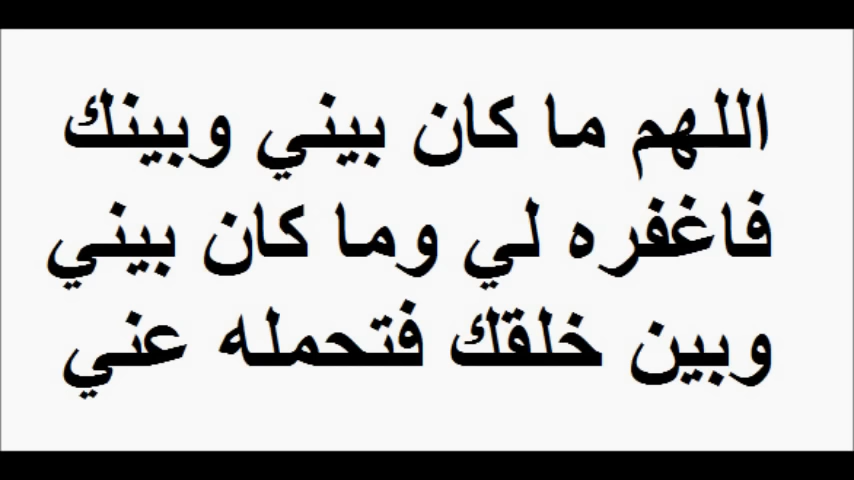 اللهم ما كان بيني وبينك
فاغفره لي وما كان بيني
وبين خلقك فتحمله عني